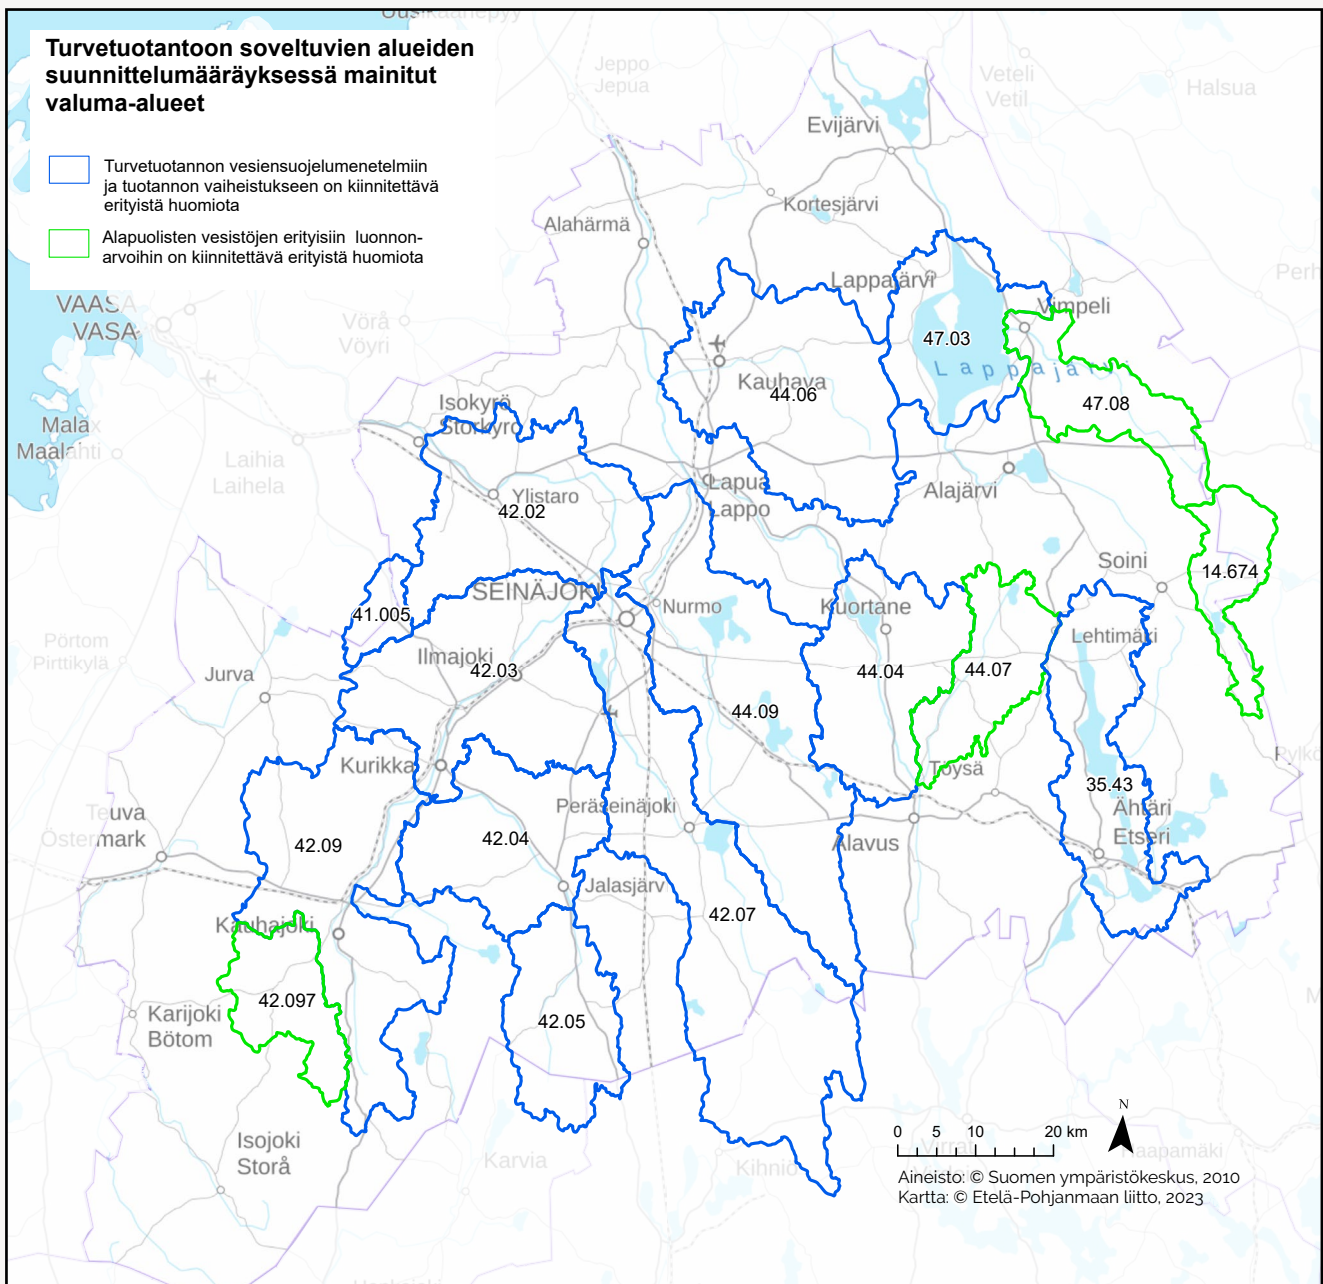 Uusikaarlepyy
Turvetuotantoon soveltuvien alueiden
suunnittelumääräyksessä mainitut
valuma-alueet
Turvetuotannon vesiensuojelumenetelmiin
ja tuotannon vaiheistukseen on kiinnitettävä
erityistä huomiota
Alapuolisten vesistöjen erityisiin luonnon-
arvoihin on kiinnitettävä erityistä huomiota
Jeppo
Jepua
Veteli
Vetil
Halsua
Evijärvi
Kortesjärvi
Alahärmä
Lappajärvi
Vimpeli
VAASA
VASA
Vörå
Vöyri
47.03
Lappajärvi
Kauhava
44.06
47.08
Isokyrö
Storkyro
Malax
Maalahti
Laihia
Laihela
Ylistaro
42.02
Lapua
Lappo
Alajärvi
Soini
14.674
SEINÄJOKI
Nurmo
Kuortane
41.005
Lehtimäki
Pörtom
Pirttikylä
Ilmajoki
42.03
Jurva
44.04
44.07
44.09
Kurikka
Töysä
35.43
Ähtäri
Etseri
Teuva
Östermark
Peräseinäjoki
42.04
42.09
Alavus
Jalasjärv
42.07
Kauhajoki
42.097
Karijoki
Bötom
42.05
Isojoki
Storå
Karvia
Kihniö
N
0 5 10 20 km
Haapamäki
Aineisto: © Suomen ympäristökeskus, 2010
Kartta: © Etelä-Pohjanmaan liitto, 2023